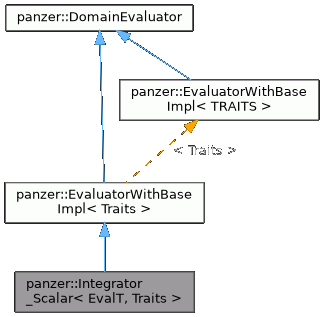 panzer::DomainEvaluator
panzer::EvaluatorWithBase
Impl< TRAITS >
< Traits >
panzer::EvaluatorWithBase
Impl< Traits >
panzer::Integrator
_Scalar< EvalT, Traits >